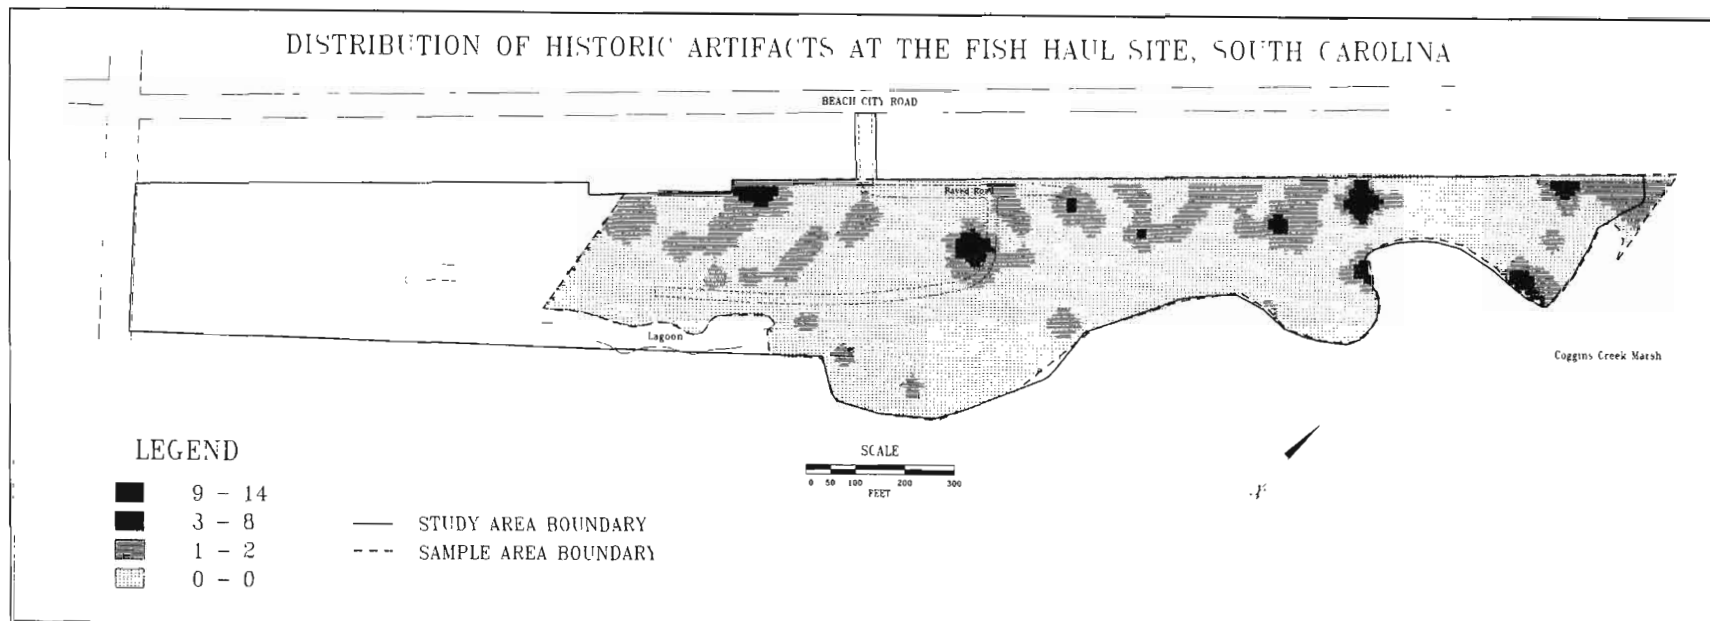 DISTRIBUTION OF HISTORIC ARTIFACTS AT THE FISH HAUL SITE, SOUTH CAROLINA
BEACH CITY ROAD
Paved Road
Lagoon
Coggins Creek Marsh
LEGEND
9 - 14
3 - 8
1 - 2
0 - 0
STUDY AREA BOUNDARY
SAMPLE AREA BOUNDARY
SCALE
0 50 100 200 300
FEET
N